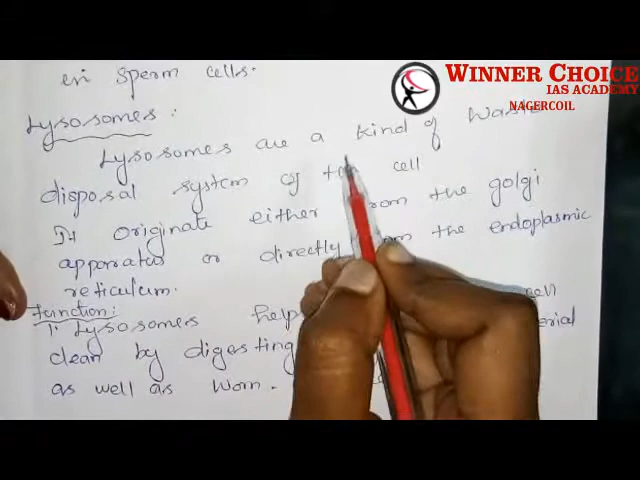 WINNER CHOICE
IAS ACADEMY
NAGERCOIL
in sperm cells.
Lysosomes :
Lysosomes are a kind of waste
disposal system of the cell
It originate either from the golgi
apparatus or directly from the endoplasmic
reticulum.
Function:
1. Lysosomes help cell
clean by digesting
as well as worn.